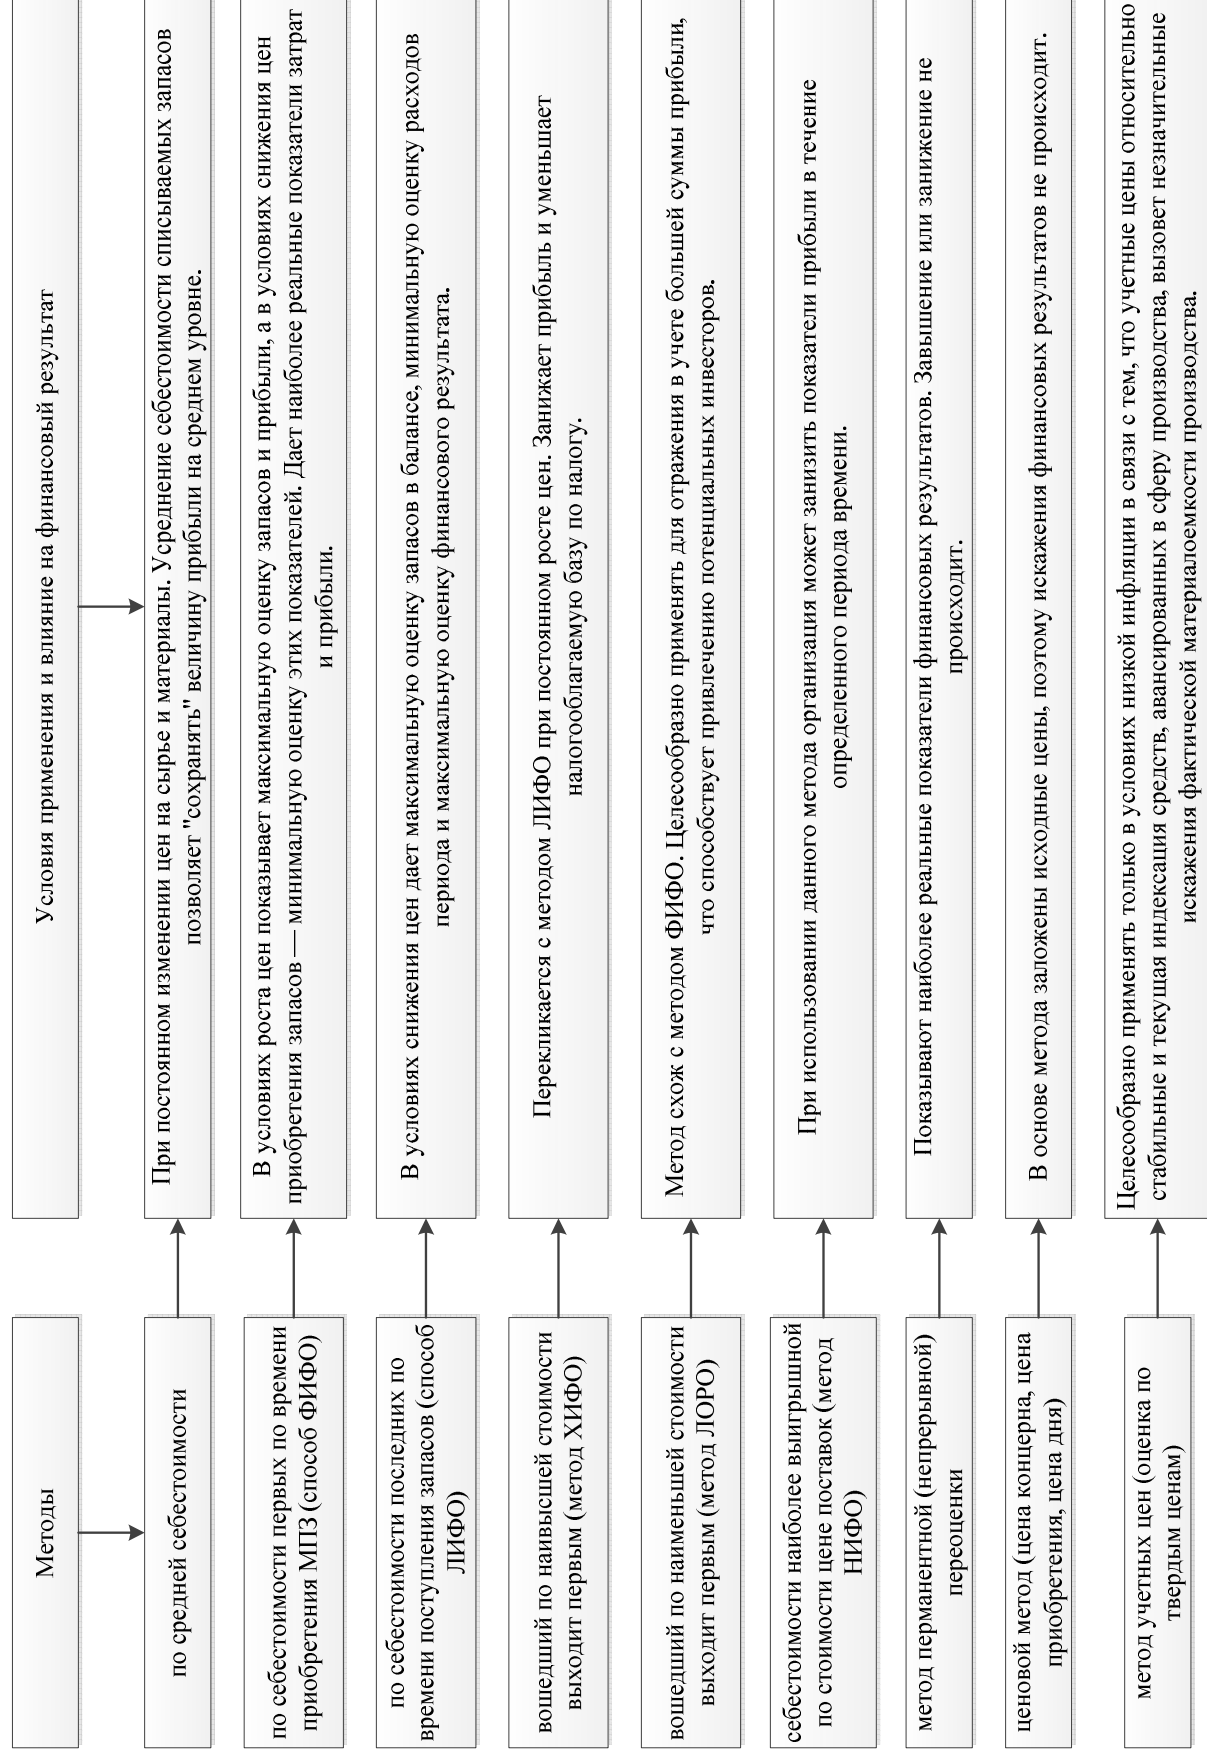 Методы
Условия применения и влияние на финансовый результат
по средней себестоимости
При постоянном изменении цен на сырье и материалы. Усреднение себестоимости списываемых запасов
позволяет "сохранять" величину прибыли на среднем уровне.
по себестоимости первых по времени
приобретения МПЗ (способ ФИФО)
В условиях роста цен показывает максимальную оценку запасов и прибыли, а в условиях снижения цен
приобретения запасов — минимальную оценку этих показателей. Дает наиболее реальные показатели затрат
и прибыли.
по себестоимости последних по
времени поступления запасов (способ
ЛИФО)
В условиях снижения цен дает максимальную оценку запасов в балансе, минимальную оценку расходов
периода и максимальную оценку финансового результата.
вошедший по наивысшей стоимости
выходит первым (метод ХИФО)
Перекликается с методом ЛИФО при постоянном росте цен. Занижает прибыль и уменьшает
налогооблагаемую базу по налогу.
вошедший по наименьшей стоимости
выходит первым (метод ЛОРО)
Метод схож с методом ФИФО. Целесообразно применять для отражения в учете большей суммы прибыли,
что способствует привлечению потенциальных инвесторов.
себестоимости наиболее выигрышной
по стоимости цене поставок (метод
НИФО)
При использовании данного метода организация может занизить показатели прибыли в течение
определенного периода времени.
метод перманентной (непрерывной)
переоценки
Показывают наиболее реальные показатели финансовых результатов. Завышение или занижение не
происходит.
ценовой метод (цена концерна, цена
приобретения, цена дня)
В основе метода заложены исходные цены, поэтому искажения финансовых результатов не происходит.
метод учетных цен (оценка по
твердым ценам)
Целесообразно применять только в условиях низкой инфляции в связи с тем, что учетные цены относительно
стабильные и текущая индексация средств, авансированных в сферу производства, вызовет незначительные
искажения фактической материалоемкости производства.